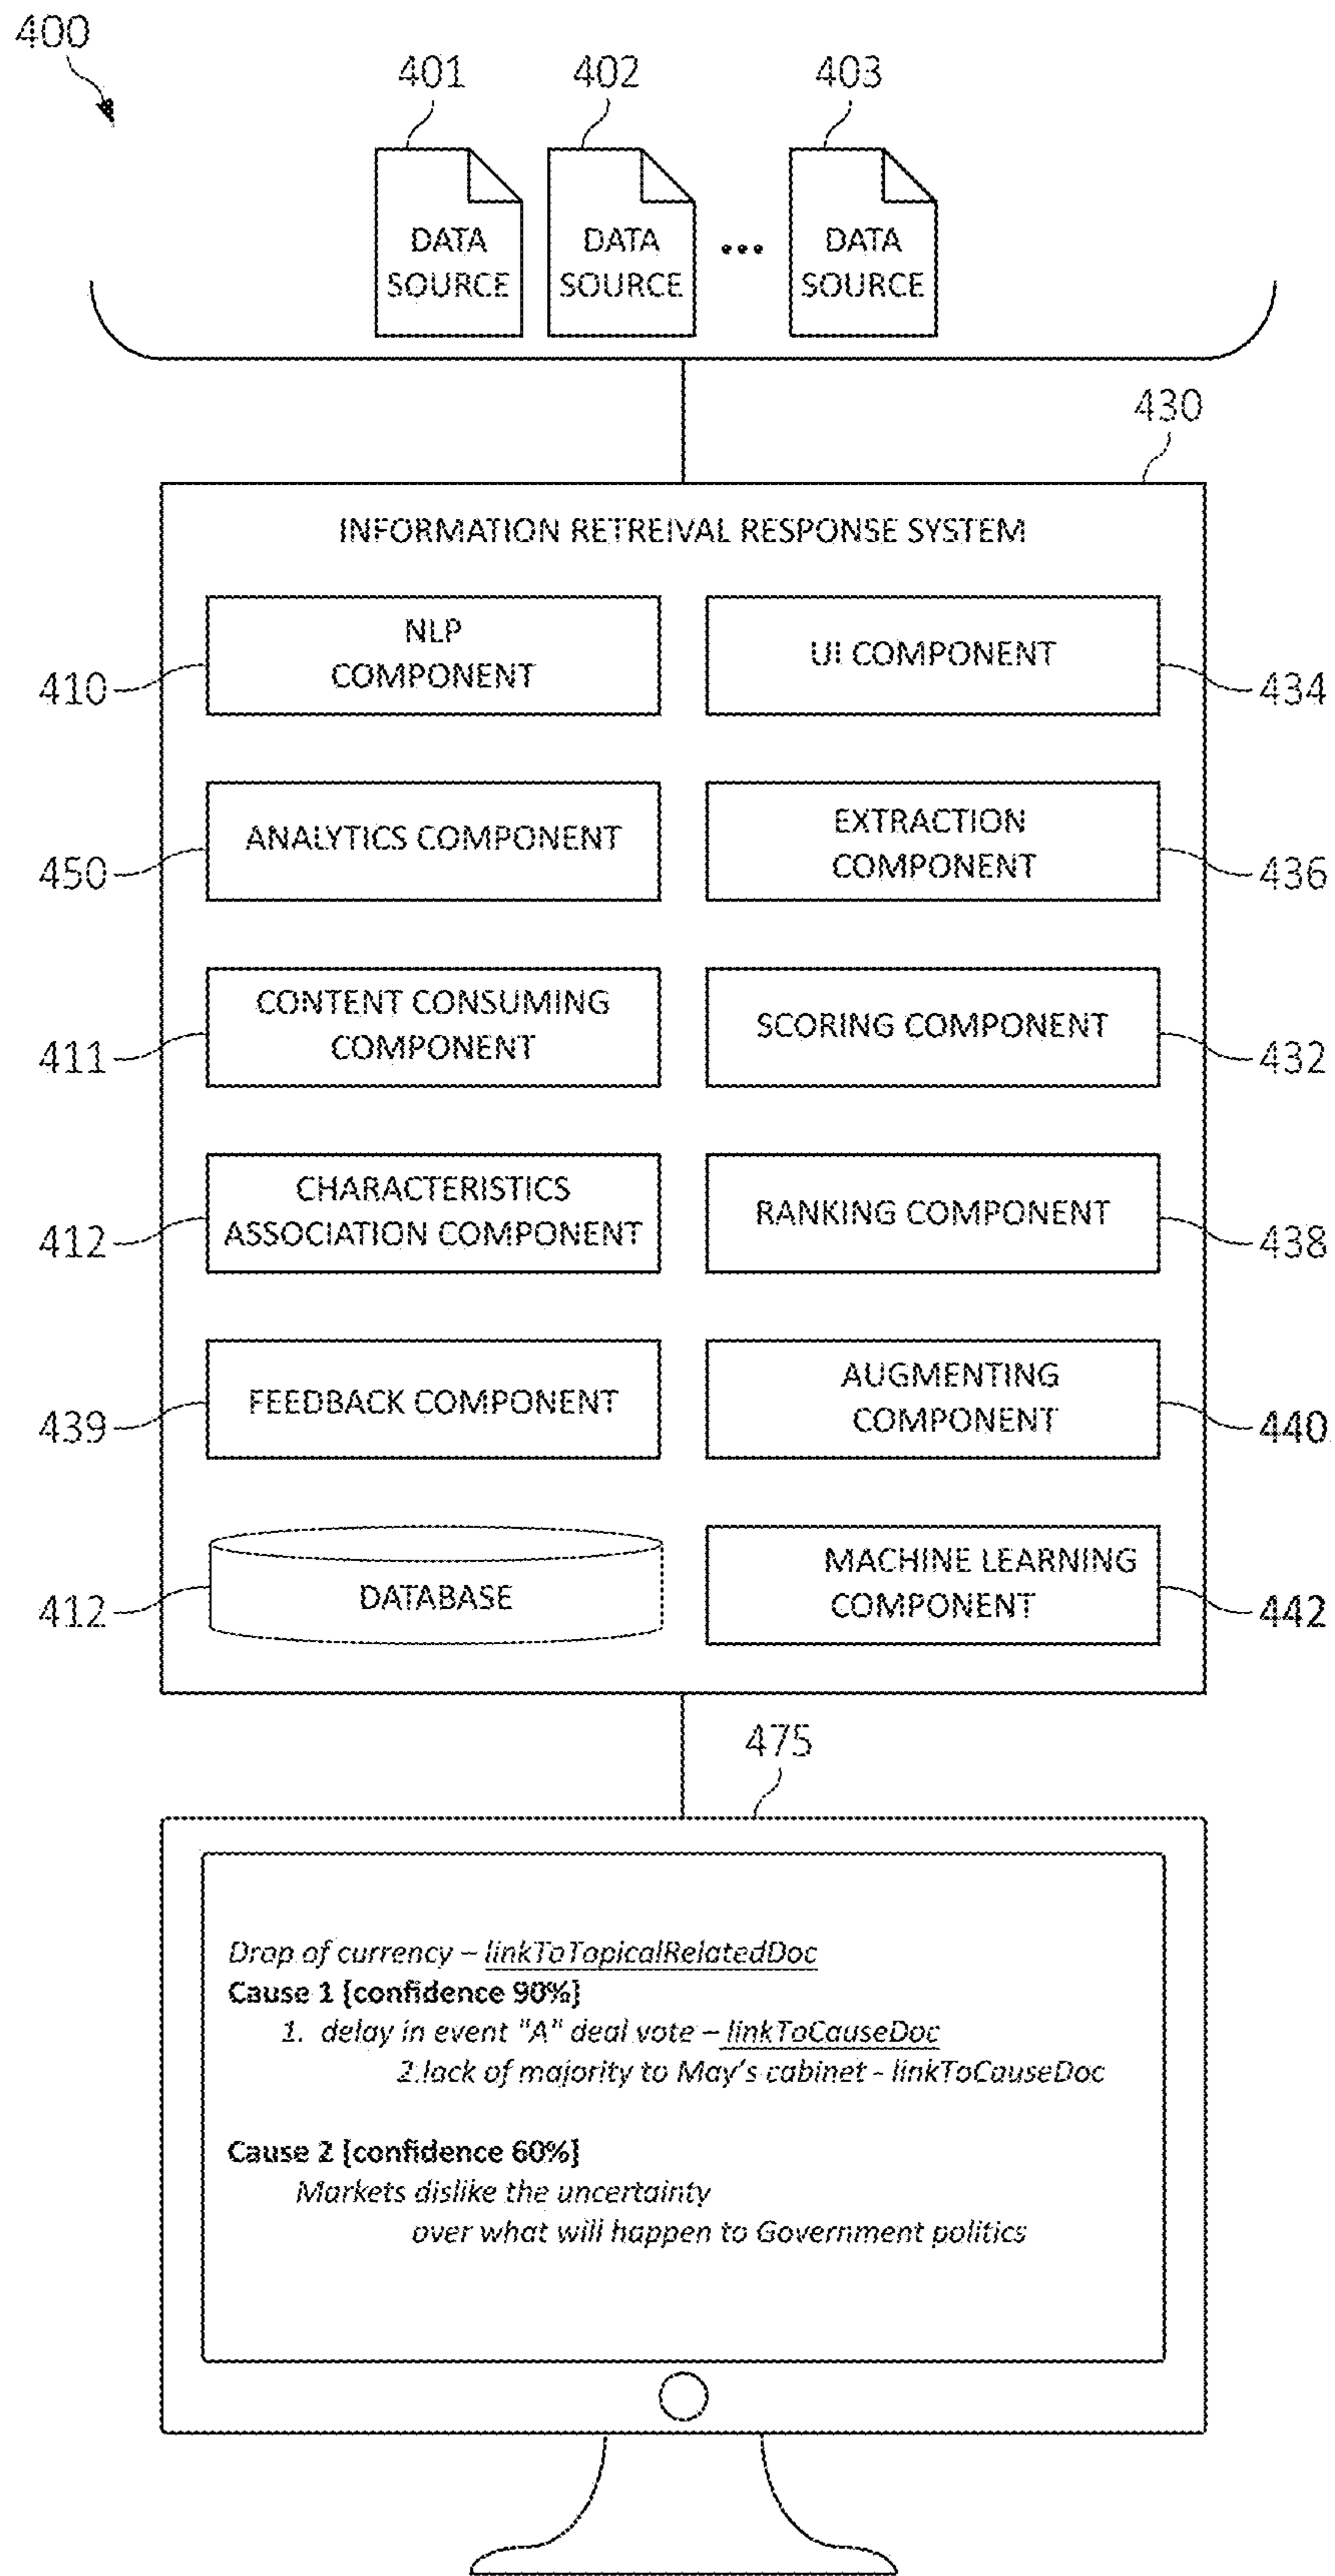 400
401
402
403
DATA
SOURCE
DATA
SOURCE
...
DATA
SOURCE
430
INFORMATION RETREIVAL RESPONSE SYSTEM
NLP
COMPONENT
410
UI COMPONENT
434
ANALYTICS COMPONENT
450
EXTRACTION
COMPONENT
436
CONTENT CONSUMING
COMPONENT
411
SCORING COMPONENT
432
CHARACTERISTICS
ASSOCIATION COMPONENT
412
RANKING COMPONENT
438
FEEDBACK COMPONENT
439
AUGMENTING
COMPONENT
440
DATABASE
412
MACHINE LEARNING
COMPONENT
442
475
Drop of currency – linkToTopicalRelatedDoc
Cause 1 [confidence 90%]
1. delay in event "A" deal vote – linkToCauseDoc
2.lack of majority to May's cabinet - linkToCauseDoc
Cause 2 [confidence 60%]
Markets dislike the uncertainty
over what will happen to Government politics